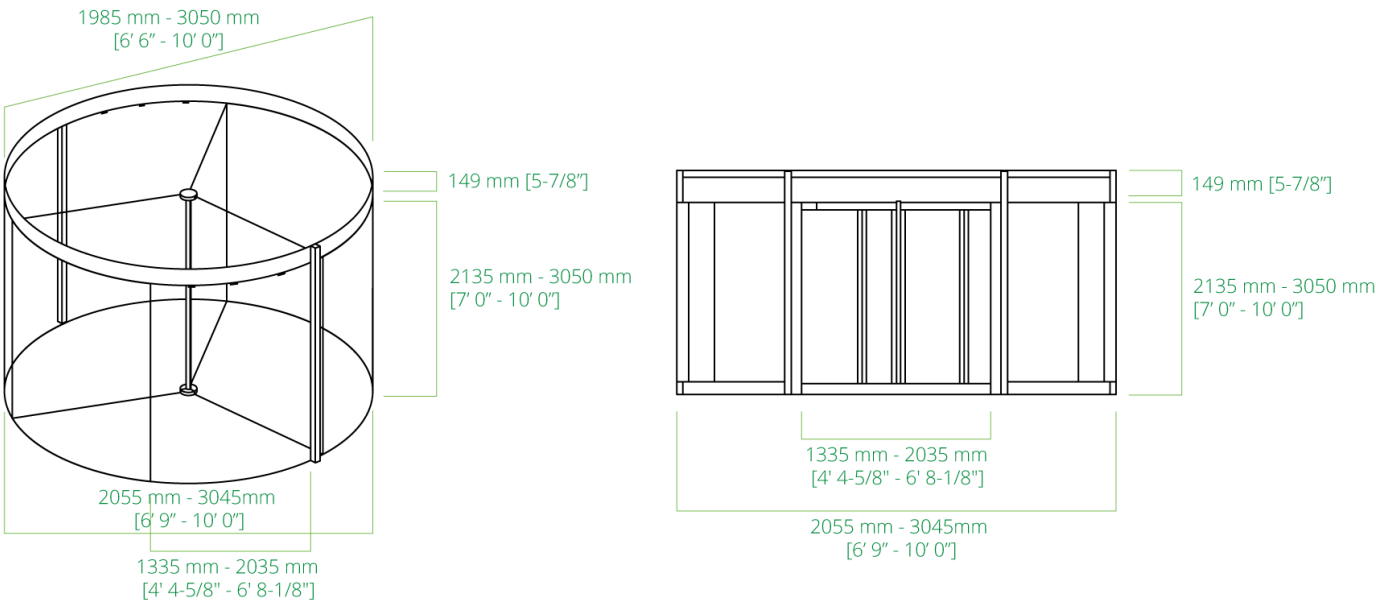 1985 mm - 3050 mm
[6’ 6” - 10’ 0”]
149 mm [5-7/8”]
2135 mm - 3050 mm
[7’ 0” - 10’ 0”]
2055 mm - 3045mm
[6’ 9” - 10’ 0”]
1335 mm - 2035 mm
[4' 4-5/8" - 6' 8-1/8"]
149 mm [5-7/8”]
2135 mm - 3050 mm
[7’ 0” - 10’ 0”]
1335 mm - 2035 mm
[4' 4-5/8" - 6' 8-1/8"]
2055 mm - 3045mm
[6’ 9” - 10’ 0”]